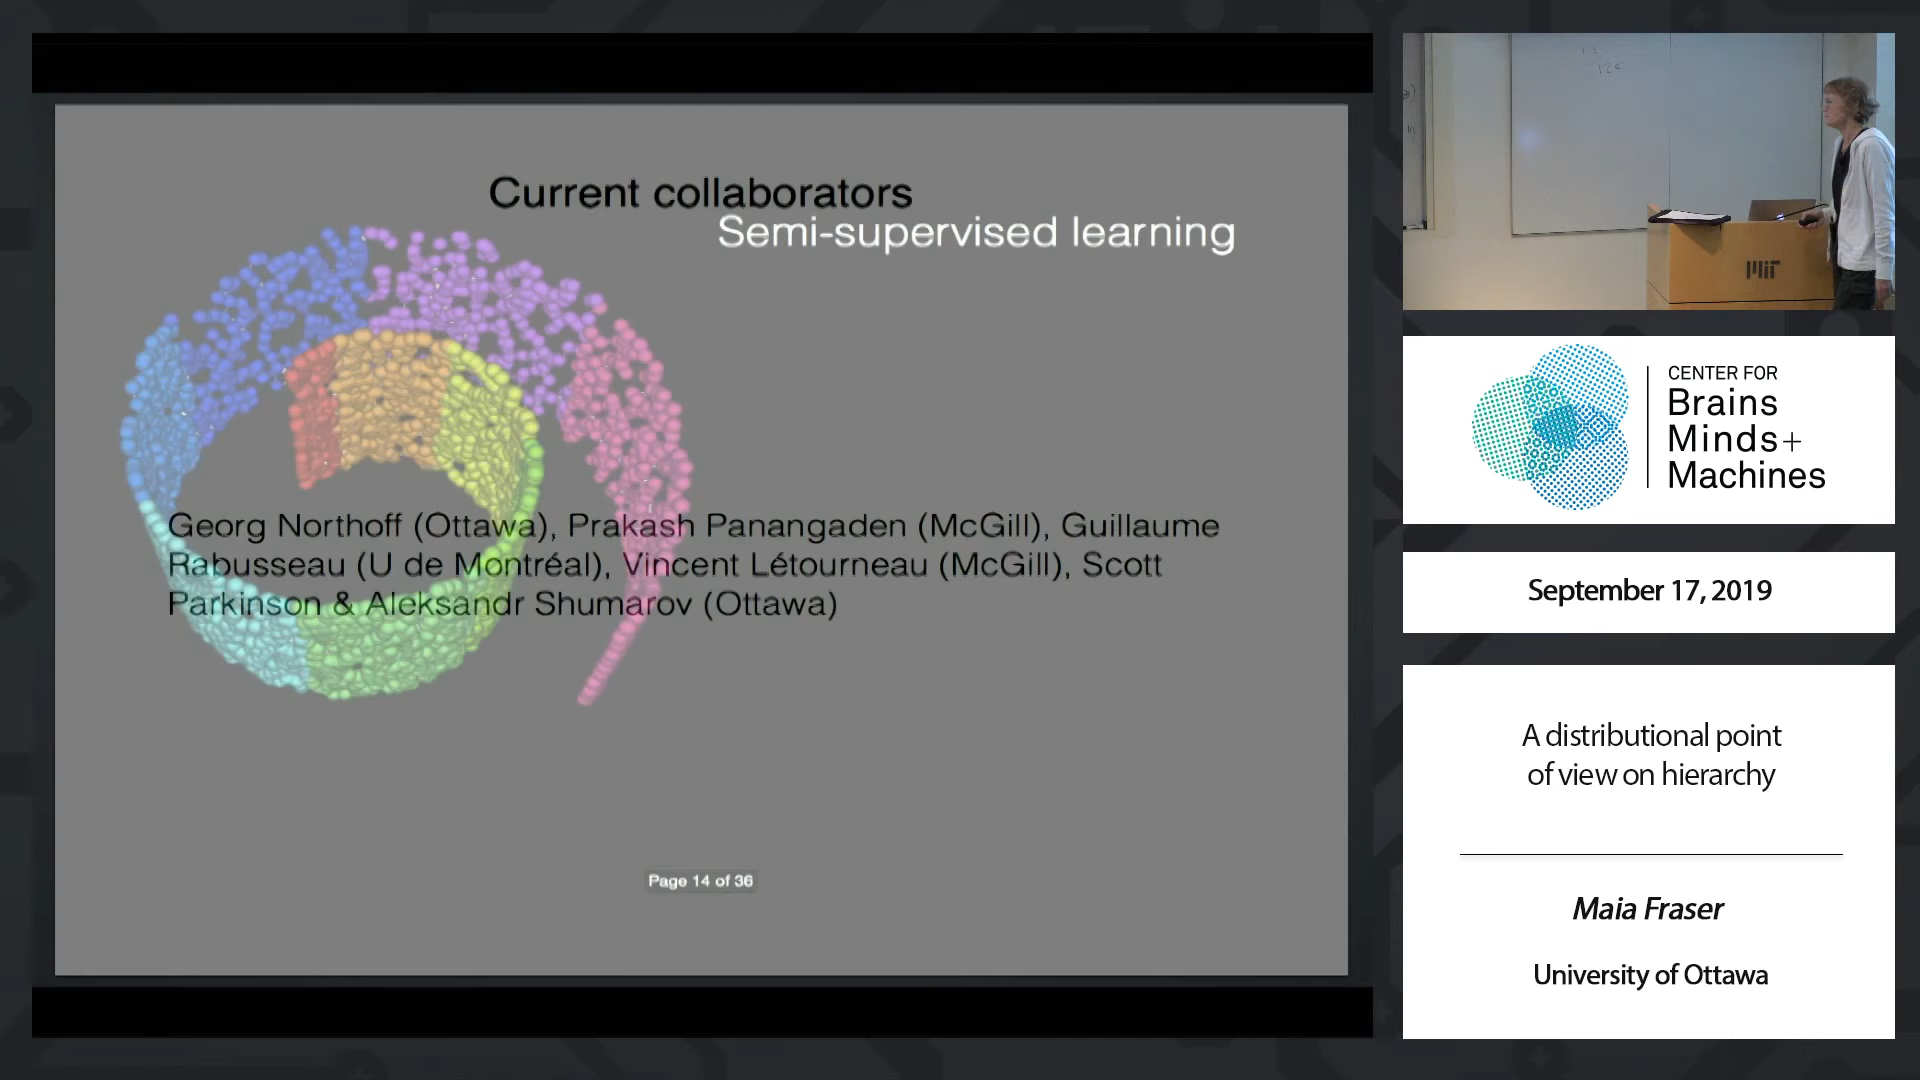 Current collaborators
Semi-supervised learning
Georg Northoff (Ottawa), Prakash Panangaden (McGill), Guillaume
Rabusseau (U de Montréal), Vincent Létourneau (McGill), Scott
Parkinson & Aleksandr Shumarov (Ottawa)
Page 14 of 36
MIT
CENTER FOR
Brains
Minds+
Machines
September 17, 2019
A distributional point
of view on hierarchy
Maia Fraser
University of Ottawa